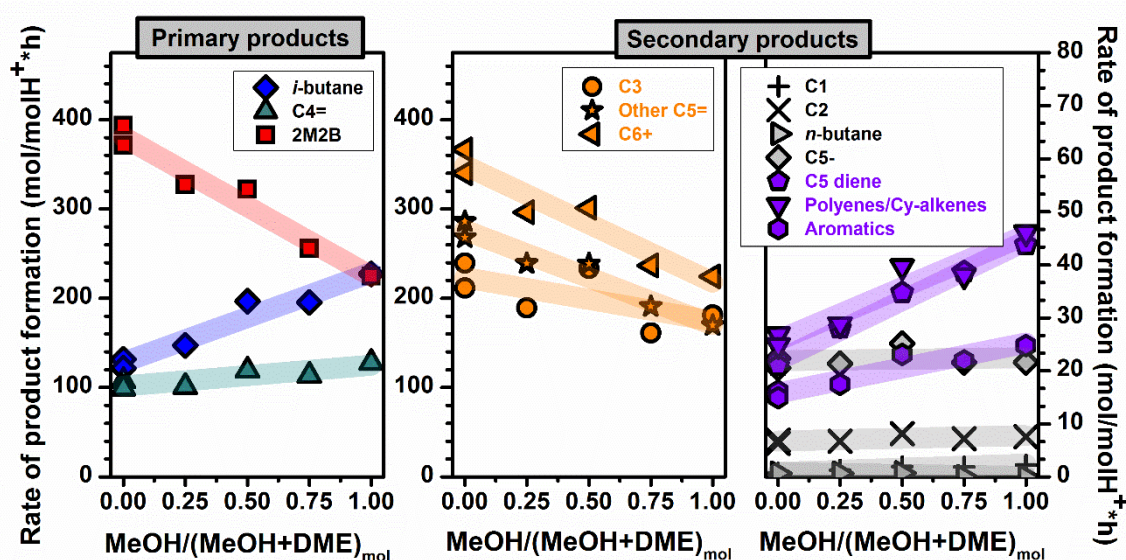 Primary products
Secondary products
Rate of product formation (mol/molH+*h)
400
300
200
100
0
i-butane
C4=
2M2B
0.00 0.25 0.50 0.75 1.00
MeOH/(MeOH+DME)mol
400
300
200
100
0
C3
Other C5=
C6+
0.00 0.25 0.50 0.75 1.00
MeOH/(MeOH+DME)mol
C1
C2
n-butane
C5-
C5 diene
Polyenes/Cy-alkenes
Aromatics
0.00 0.25 0.50 0.75 1.00
MeOH/(MeOH+DME)mol
80
70
60
50
40
30
20
10
0
Rate of product formation (mol/molH+*h)